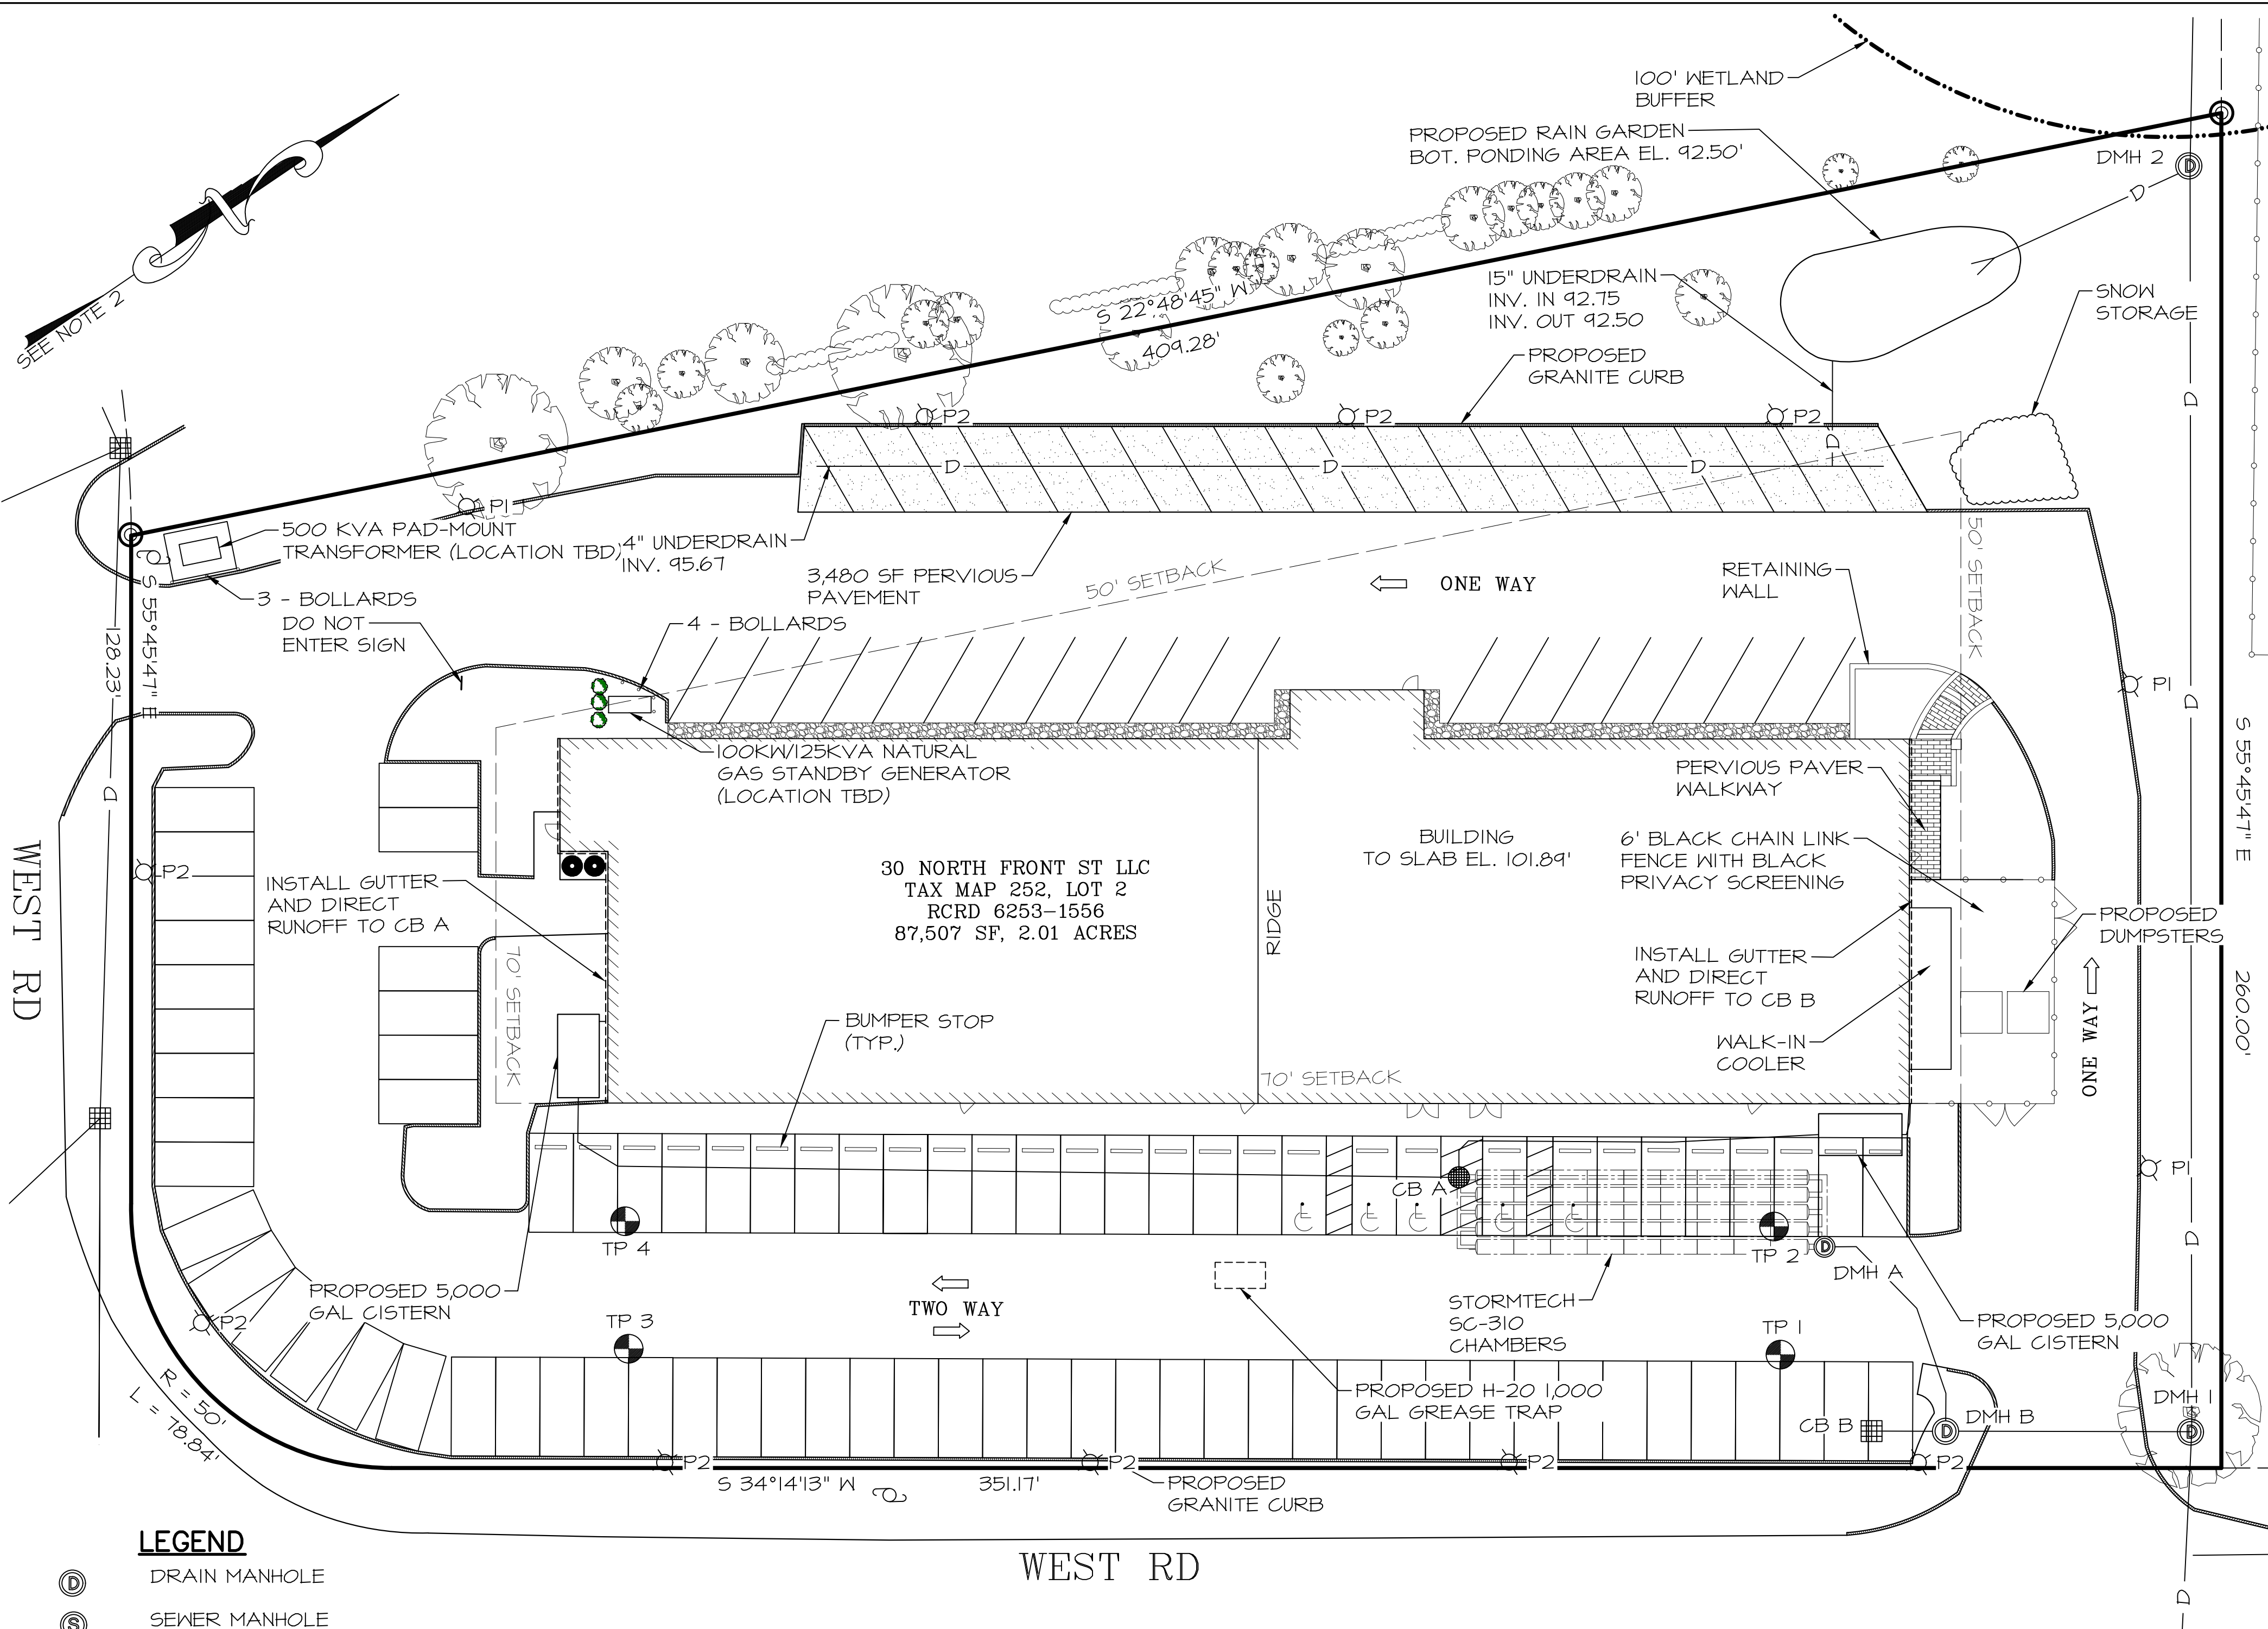 100' WETLAND
BUFFER
PROPOSED RAIN GARDEN
BOT. PONDING AREA EL. 92.50'
DMH 2
D
D
SEE NOTE 2
15" UNDERDRAIN
INV. IN 92.75
INV. OUT 92.50
SNOW
STORAGE
S 22°48'45" W
409.28'
PROPOSED
GRANITE CURB
D
P2
P2
P2
D
D
D
D
P1
500 KVA PAD-MOUNT
TRANSFORMER (LOCATION TBD)
4" UNDERDRAIN
INV. 95.67
3,480 SF PERVIOUS
PAVEMENT
50' SETBACK
ONE WAY
RETAINING
WALL
50' SETBACK
3 - BOLLARDS
DO NOT
ENTER SIGN
4 - BOLLARDS
S 55°45'47" E
128.23'
D
P1
D
S 55°45'47" E
260.00'
100KW/125KVA NATURAL
GAS STANDBY GENERATOR
(LOCATION TBD)
PERVIOUS PAVER
WALKWAY
BUILDING
TO SLAB EL. 101.89'
6' BLACK CHAIN LINK
FENCE WITH BLACK
PRIVACY SCREENING
30 NORTH FRONT ST LLC
TAX MAP 252, LOT 2
RCRD 6253-1556
87,507 SF, 2.01 ACRES
RIDGE
WEST RD
P2
INSTALL GUTTER
AND DIRECT
RUNOFF TO CB A
PROPOSED
DUMPSTERS
INSTALL GUTTER
AND DIRECT
RUNOFF TO CB B
70' SETBACK
BUMPER STOP
(TYP.)
WALK-IN
COOLER
ONE WAY
70' SETBACK
P1
CB A
TP 4
TP 2
D
DMH A
D
PROPOSED 5,000
GAL CISTERN
TWO WAY
STORMTECH
SC-310
CHAMBERS
PROPOSED 5,000
GAL CISTERN
P2
TP 3
TP 1
R = 50'
L = 78.84'
PROPOSED H-20 1,000
GAL GREASE TRAP
CB B
D
DMH B
DMH 1
D
P2
P2
P2
P2
S 34°14'13" W
351.17'
PROPOSED
GRANITE CURB
D
WEST RD
LEGEND
D
DRAIN MANHOLE
S
SEWER MANHOLE